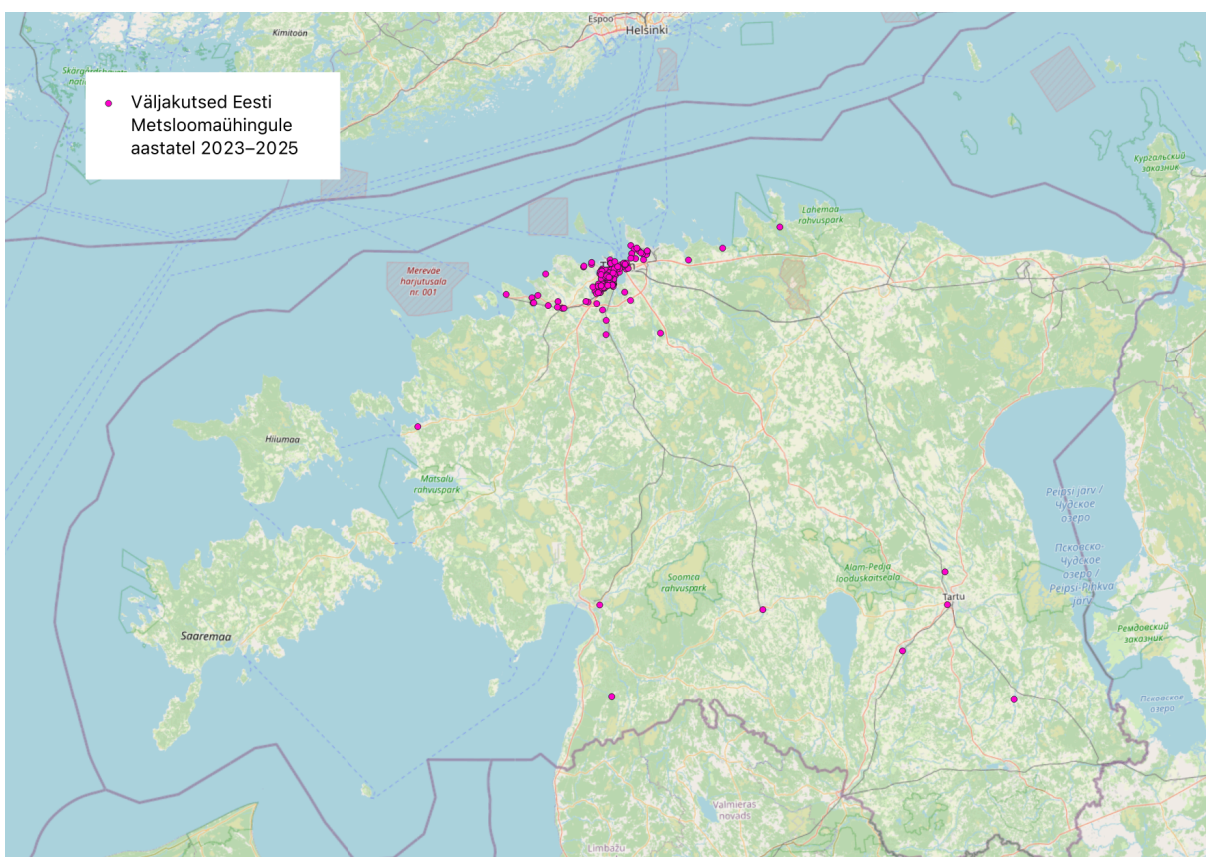 Espoo
Helsinki
Kimitoön
Väljakutsed Eesti
Metsloomaühingule
aastatel 2023–2025
Кургальский
заказник
Lahemaa
rahvuspark
Merevae
harjutusala
nr. 001
Hiiumaa
Matsalu
rahvuspark
Peipsi järv /
Чудское
озеро
Псковско-
Чудское
озеро /
Peipsi-Pihkva
järv
Soomaa
rahvuspark
Alam-Pedja
looduskaitseala
Tartu
Saaremaa
Ремдовский
заказник
Псковское
озеро
Valmieras
novads
Limbažu